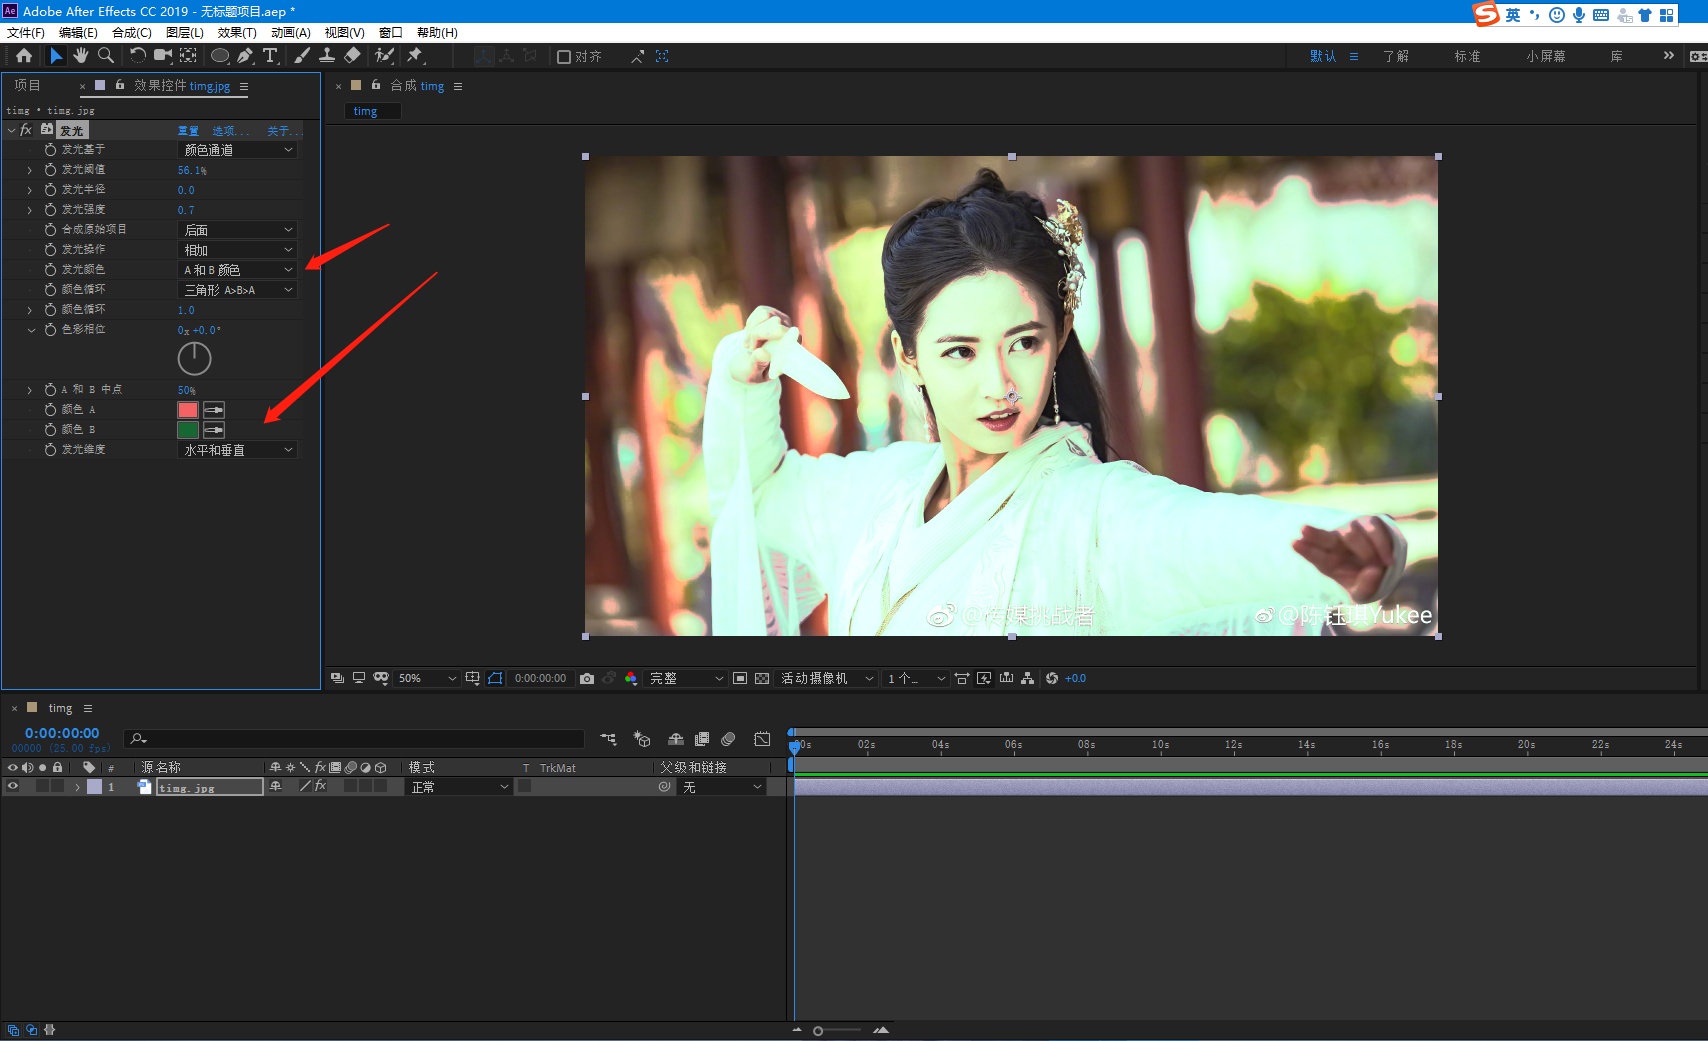 Ae Adobe After Effects CC 2019 - 无标题项目.aep *
英
文件(F) 编辑(E) 合成(C) 图层(L) 效果(T) 动画(A) 视图(V) 窗口 帮助(H)
对齐 默认 了解 标准 小屏幕 库
项目 效果控件 timg.jpg
合成 timg
timg
timg • timg.jpg
fx 发光 重置 选项... 关于...
发光基于 颜色通道
发光阈值 56.1%
发光半径 0.0
发光强度 0.7
合成原始项目 后面
发光操作 相加
发光颜色 A 和 B 颜色
颜色循环 三角形 A>B>A
颜色循环 1.0
色彩相位 0x +0.0°
A 和 B 中点 50%
颜色 A
颜色 B
发光维度 水平和垂直
@传媒挑战者
@陈钰琪Yukee
50% 0:00:00:00 完整 活动摄像机 1 个... +0.0
timg
0:00:00:00
00000 (25.00 fps)
00s 02s 04s 06s 08s 10s 12s 14s 16s 18s 20s 22s 24s
# 源名称 fx 模式 T TrkMat 父级和链接
1 timg.jpg fx 正常 无